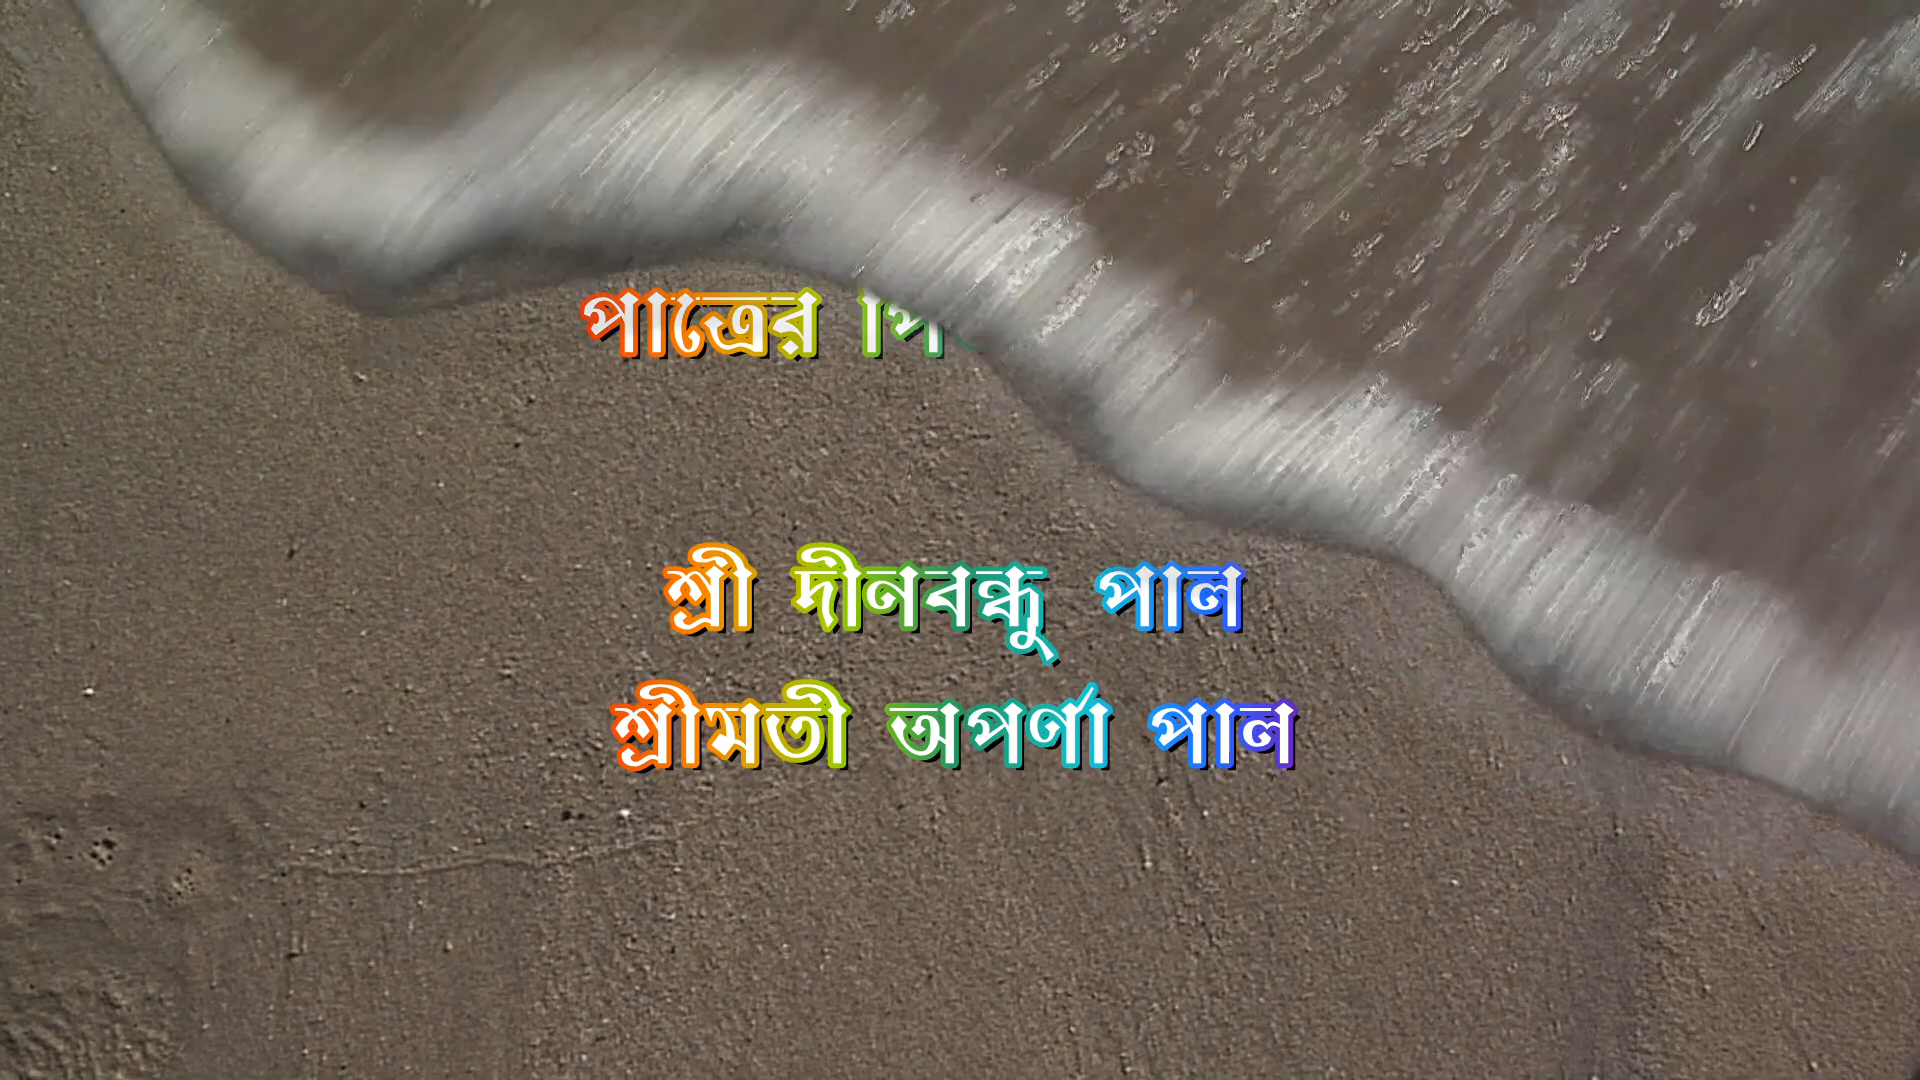 পাত্রের
শ্রী দীনবন্ধু পাল
শ্রীমতী অপর্ণা পাল